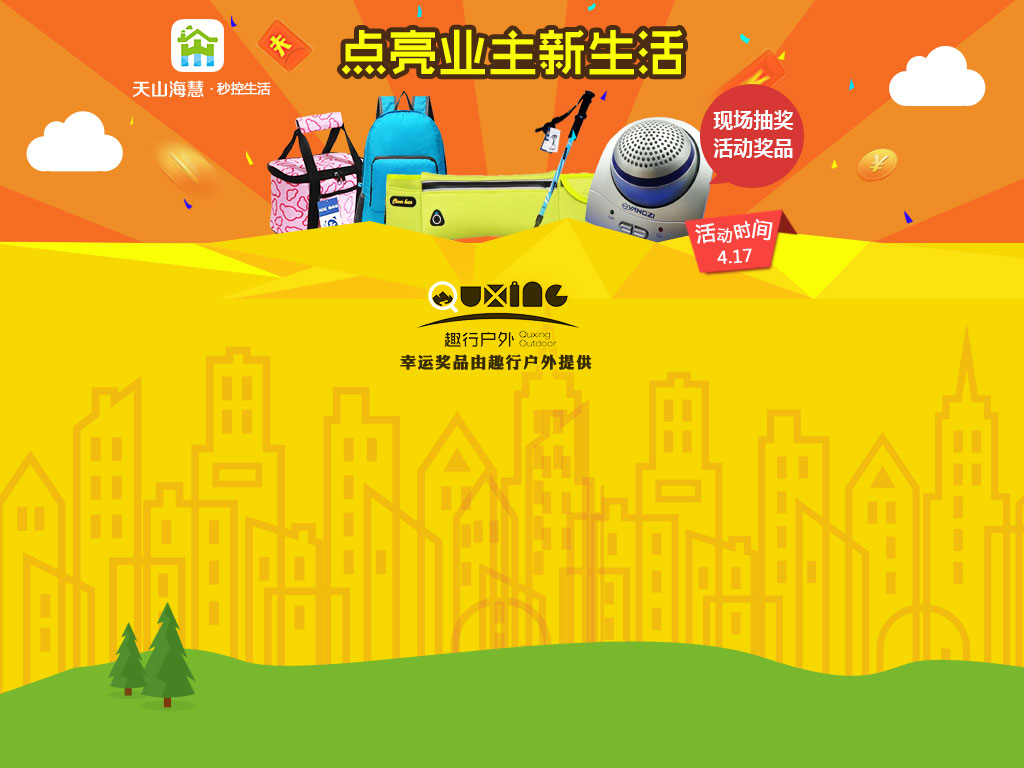 点亮业主新生活
天山海慧·秒控生活
现场抽奖
活动奖品
YANGZI
活动时间
4.17
QUXING
趣行户外 Quxing Outdoor
幸运奖品由趣行户外提供